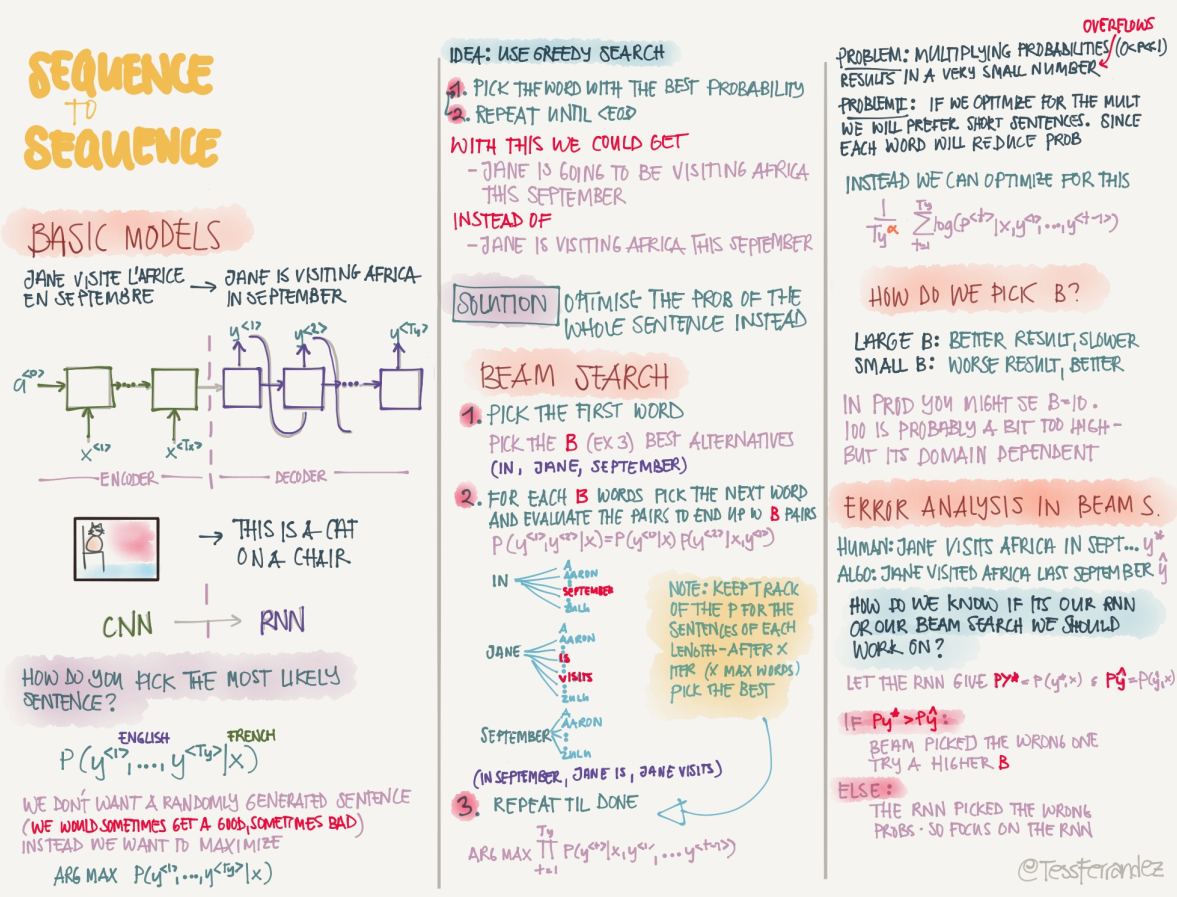 SEQUENCE
TO
SEQUENCE
BASIC MODELS
JANE VISITE L'AFRICE
EN SEPTEMBRE
→ JANE IS VISITING AFRICA
IN SEPTEMBER
y<1> y<2> y<Ty>
a<0>
x<1> x<Tx>
ENCODER DECODER
→ THIS IS A CAT
ON A CHAIR
CNN → RNN
HOW DO YOU PICK THE MOST LIKELY
SENTENCE?
ENGLISH FRENCH
P(y<1>,...,y<Ty>|x)
WE DON'T WANT A RANDOMLY GENERATED SENTENCE
(WE WOULD SOMETIMES GET A GOOD, SOMETIMES BAD)
INSTEAD WE WANT TO MAXIMIZE
ARG MAX P(y<1>,...,y<Ty>|x)
IDEA: USE GREEDY SEARCH
1. PICK THE WORD WITH THE BEST PROBABILITY
2. REPEAT UNTIL <EOS>
WITH THIS WE COULD GET
- JANE IS GOING TO BE VISITING AFRICA
THIS SEPTEMBER
INSTEAD OF
- JANE IS VISITING AFRICA THIS SEPTEMBER
SOLUTION OPTIMISE THE PROB OF THE
WHOLE SENTENCE INSTEAD
BEAM SEARCH
1. PICK THE FIRST WORD
PICK THE B (EX 3) BEST ALTERNATIVES
(IN, JANE, SEPTEMBER)
2. FOR EACH B WORDS PICK THE NEXT WORD
AND EVALUATE THE PAIRS TO END UP W B PAIRS
P(y<1>,y<2>|x)=P(y<1>|x) P(y<2>|x,y<1>)
IN
A
AARON
SEPTEMBER
ZULU
JANE
A
AARON
IS
VISITS
ZULU
SEPTEMBER
A
AARON
ZULU
NOTE: KEEP TRACK
OF THE P FOR THE
SENTENCES OF EACH
LENGTH-AFTER X
ITER (X MAX WORDS)
PICK THE BEST
(IN SEPTEMBER, JANE IS, JANE VISITS)
3. REPEAT TIL DONE
ARG MAX Ty ∏ t=1 P(y<t>|x,y<1>,...y<t-1>)
OVERFLOWS
PROBLEM: MULTIPLYING PROBABILITIES (0<P<1)
RESULTS IN A VERY SMALL NUMBER
PROBLEM II: IF WE OPTIMIZE FOR THE MULT
WE WILL PREFER SHORT SENTENCES. SINCE
EACH WORD WILL REDUCE PROB
INSTEAD WE CAN OPTIMIZE FOR THIS
1/Ty^α Ty ∑ t=1 log(P<t>|x,y<1>,...,y<t-1>)
HOW DO WE PICK B?
LARGE B: BETTER RESULT, SLOWER
SMALL B: WORSE RESULT, BETTER
IN PROD YOU MIGHT SE B=10.
100 IS PROBABLY A BIT TOO HIGH-
BUT ITS DOMAIN DEPENDENT
ERROR ANALYSIS IN BEAM S.
HUMAN: JANE VISITS AFRICA IN SEPT... y*
ALGO: JANE VISITED AFRICA LAST SEPTEMBER ŷ
HOW DO WE KNOW IF ITS OUR RNN
OR OUR BEAM SEARCH WE SHOULD
WORK ON?
LET THE RNN GIVE Py*=P(y*,x) & Pŷ=P(ŷ,x)
IF Py* > Pŷ:
BEAM PICKED THE WRONG ONE
TRY A HIGHER B
ELSE:
THE RNN PICKED THE WRONG
PROBS. SO FOCUS ON THE RNN
@TessFerrandez